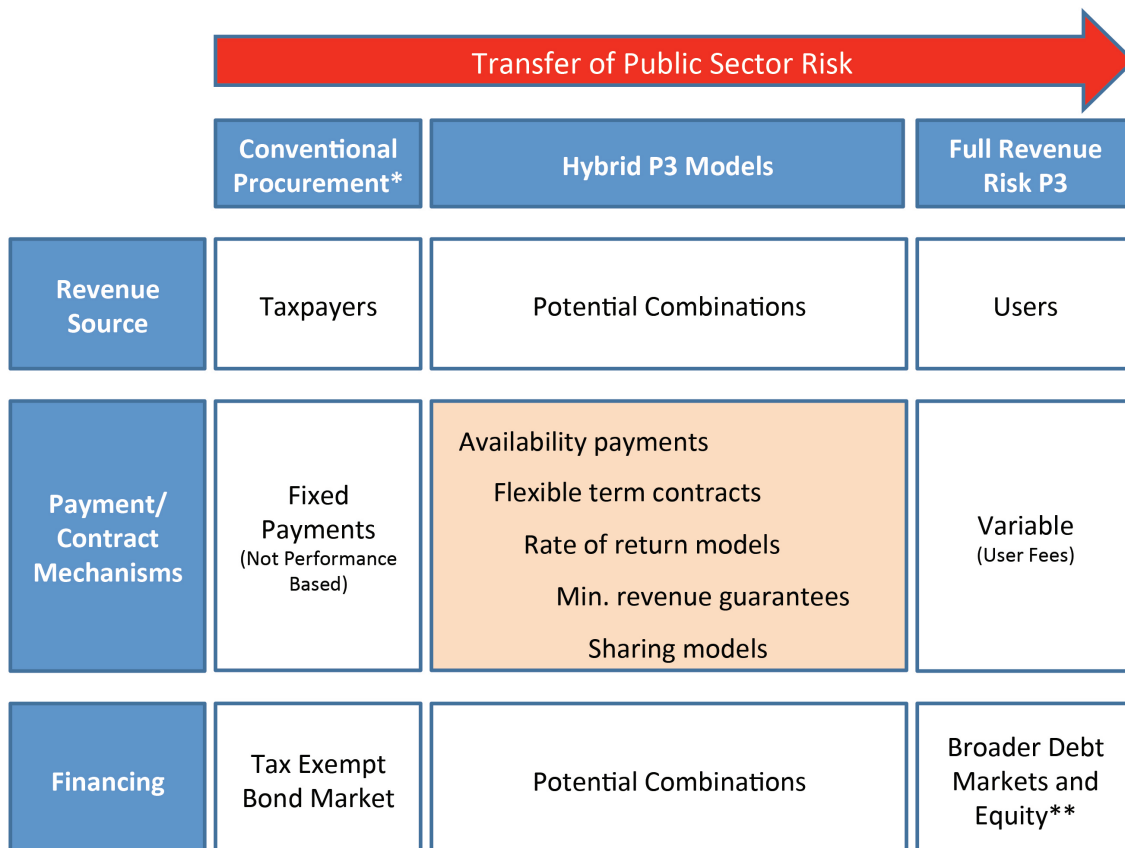 Transfer of Public Sector Risk
Conventional
Procurement*
Hybrid P3 Models
Full Revenue
Risk P3
Revenue
Source
Taxpayers
Potential Combinations
Users
Payment/
Contract
Mechanisms
Fixed
Payments
(Not Performance
Based)
Availability payments
Flexible term contracts
Rate of return models
Min. revenue guarantees
Sharing models
Variable
(User Fees)
Financing
Tax Exempt
Bond Market
Potential Combinations
Broader Debt
Markets and
Equity**